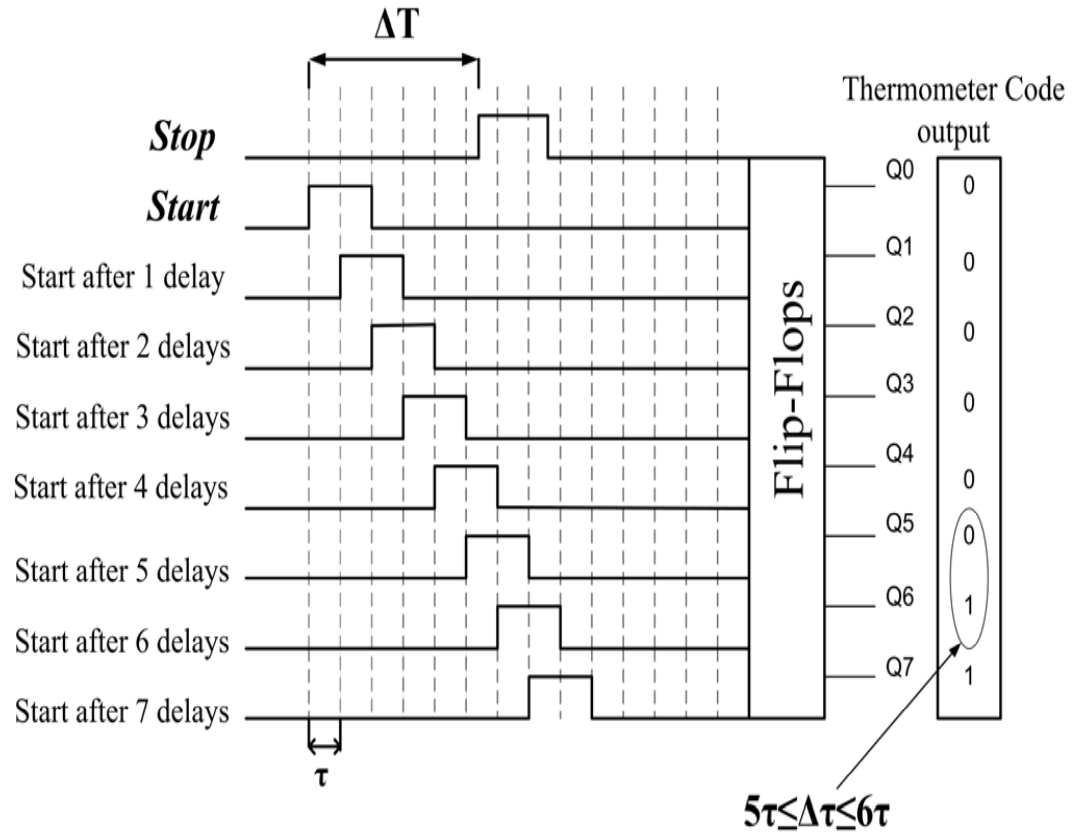 ΔT
Thermometer Code
output
Stop
Start
Start after 1 delay
Start after 2 delays
Start after 3 delays
Start after 4 delays
Start after 5 delays
Start after 6 delays
Start after 7 delays
τ
Flip-Flops
Q0
0
Q1
0
Q2
0
Q3
0
Q4
0
Q5
0
Q6
1
Q7
1
5τ≤Δτ≤6τ